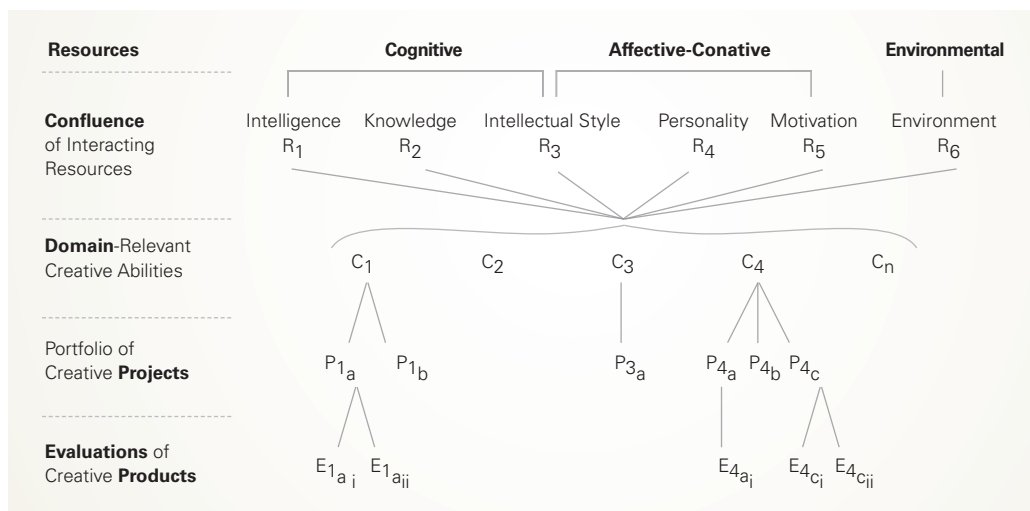 Resources Cognitive Affective-Conative Environmental
Confluence Intelligence Knowledge Intellectual Style Personality Motivation Environment
of Interacting R1 R2 R3 R4 R5 R6
Resources
Domain-Relevant
Creative Abilities C1 C2 C3 C4 Cn
Portfolio of
Creative Projects P1a P1b P3a P4a P4b P4c
Evaluations of
Creative Products E1ai E1aii E4ai E4ci E4cii